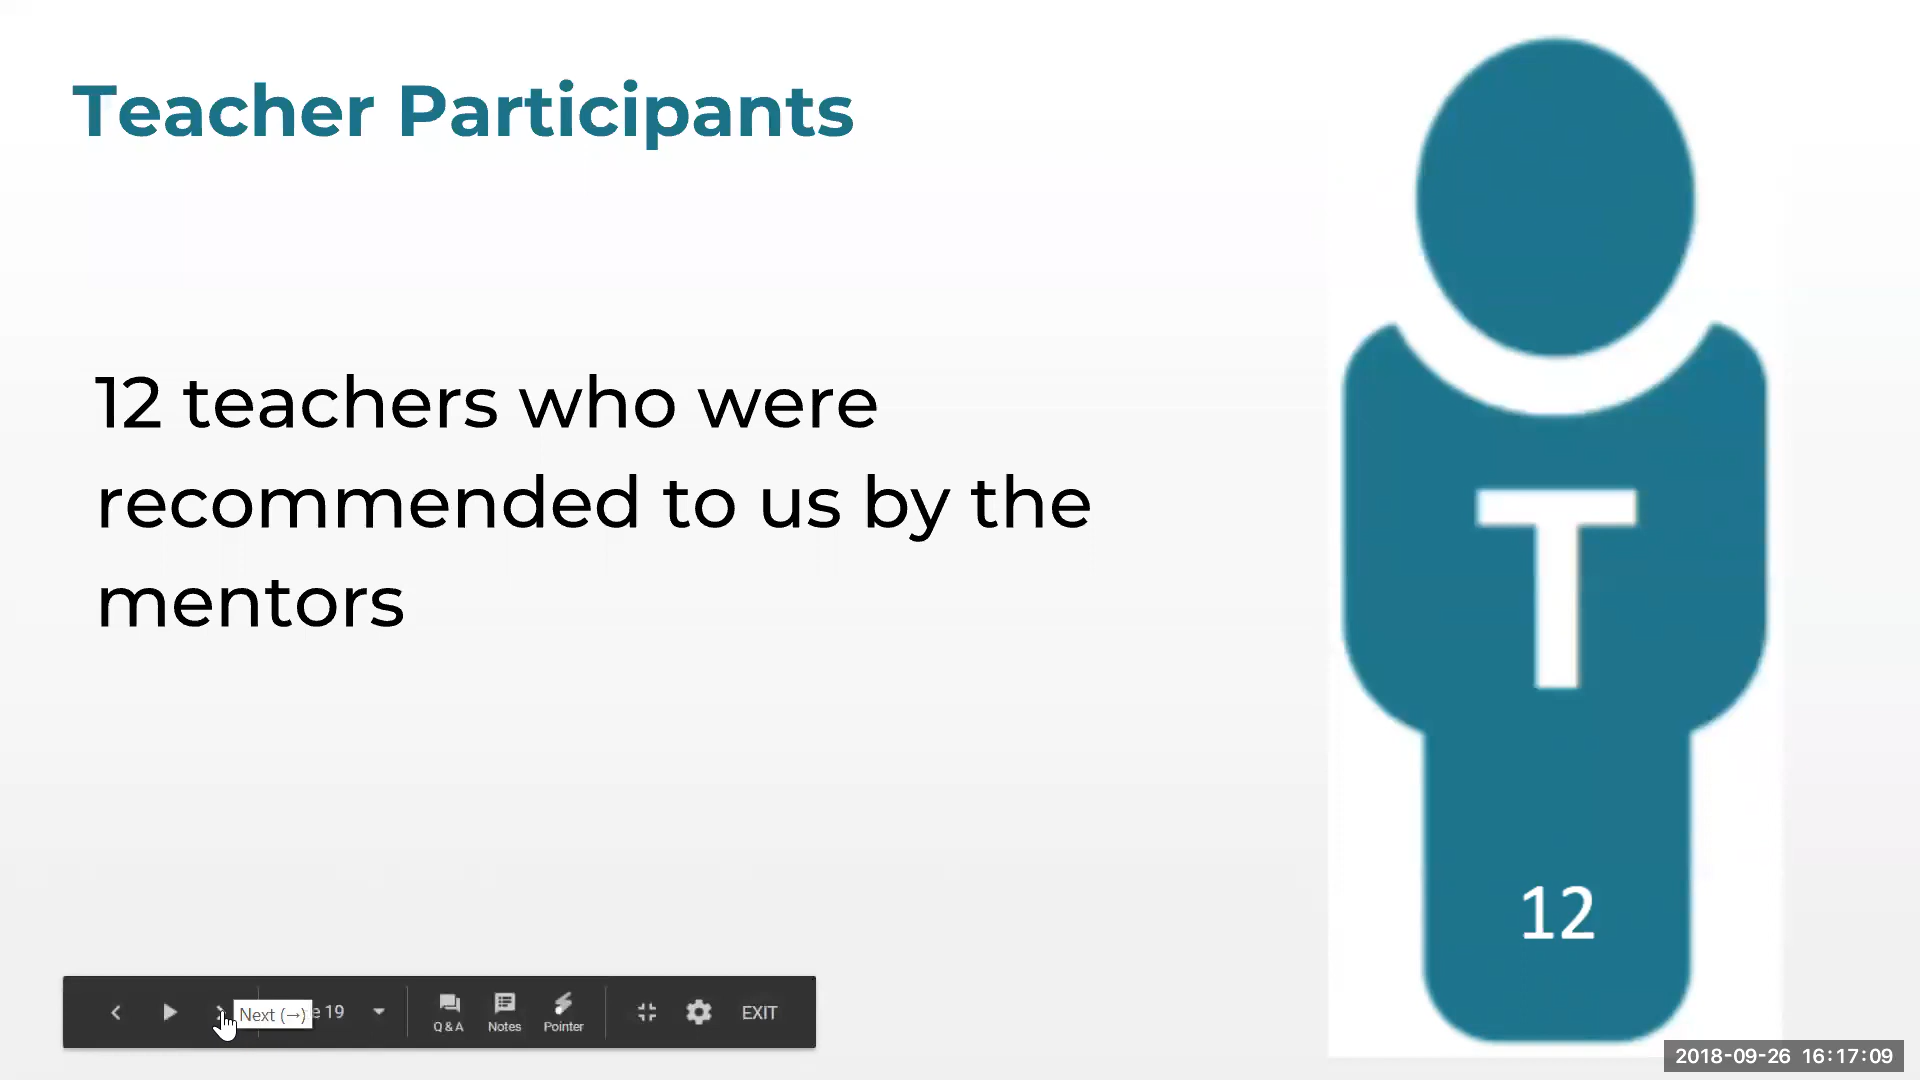 Teacher Participants
12 teachers who were
recommended to us by the
mentors
T
12
Next (→)
19
Q & A
Notes
Pointer
EXIT
2018-09-26 16:17:09